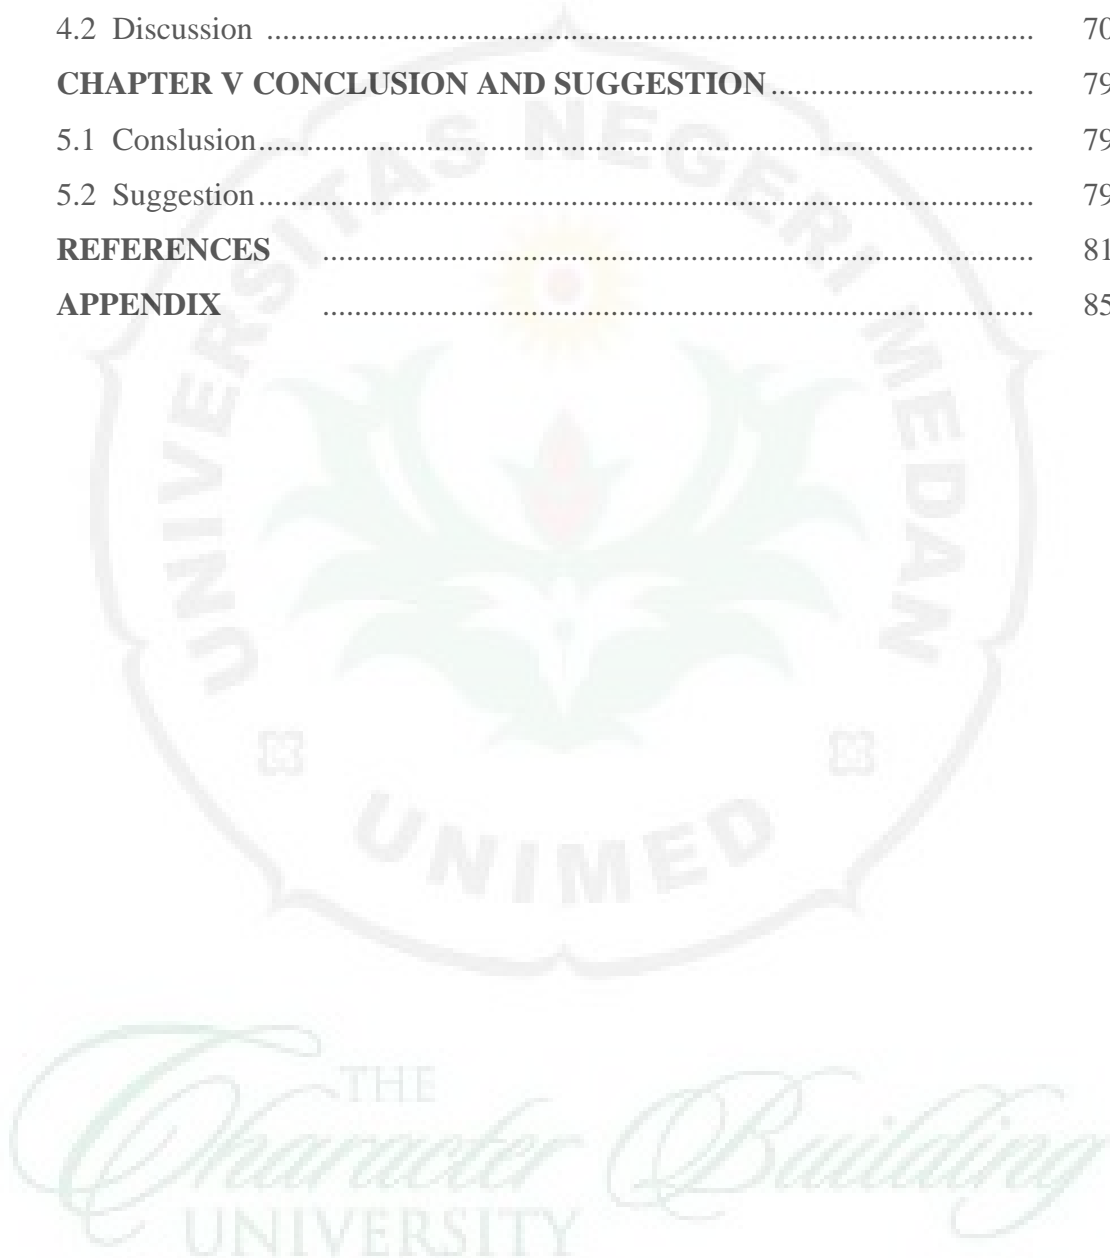 4.2 Discussion ............................................................................................. 70
CHAPTER V CONCLUSION AND SUGGESTION ................................ 79
5.1 Conslusion .............................................................................................. 79
5.2 Suggestion .............................................................................................. 79
REFERENCES ...................................................................................... 81
APPENDIX ...................................................................................... 85
UNIVERSITAS NEGERI MEDAN
UNIMED
THE
Character Building
UNIVERSITY